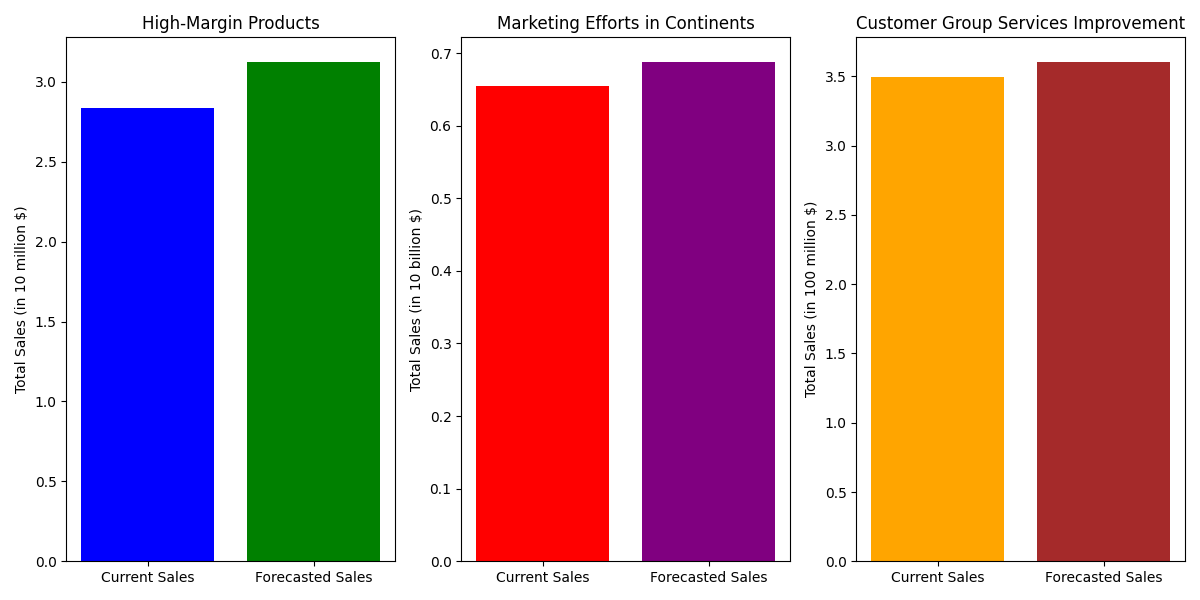 High-Margin Products
Total Sales (in 10 million $)
3.0
2.5
2.0
1.5
1.0
0.5
0.0
Current Sales
Forecasted Sales
Marketing Efforts in Continents
Total Sales (in 10 billion $)
0.7
0.6
0.5
0.4
0.3
0.2
0.1
0.0
Current Sales
Forecasted Sales
Customer Group Services Improvement
Total Sales (in 100 million $)
3.5
3.0
2.5
2.0
1.5
1.0
0.5
0.0
Current Sales
Forecasted Sales